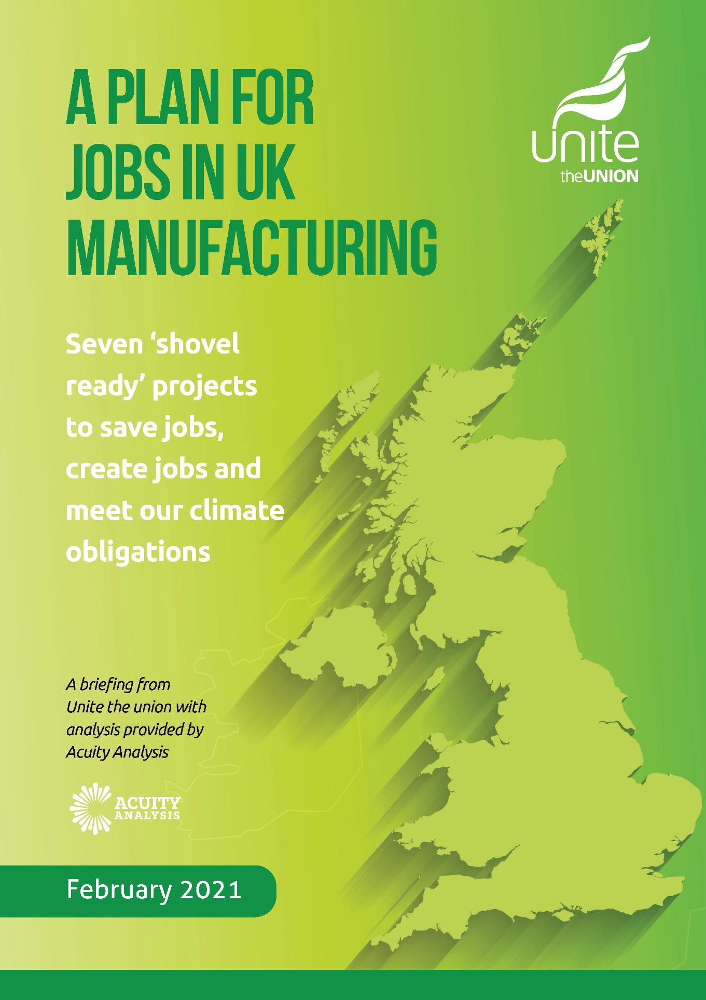 A PLAN FOR
JOBS IN UK
MANUFACTURING
unite
theUNION
Seven ‘shovel
ready’ projects
to save jobs,
create jobs and
meet our climate
obligations
A briefing from
Unite the union with
analysis provided by
Acuity Analysis
ACUITY
ANALYSIS
February 2021